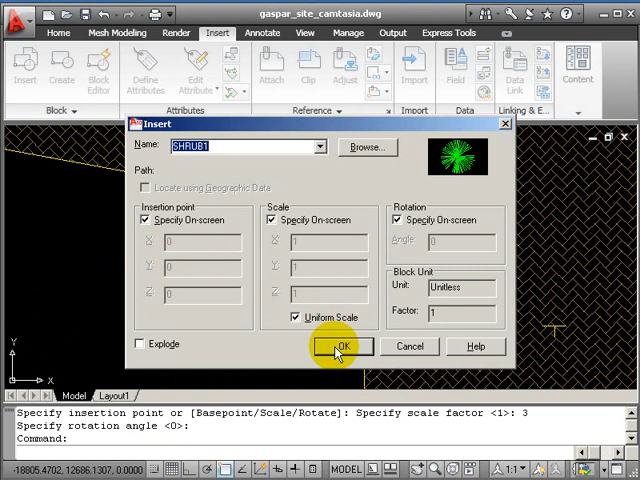 gaspar_site_camtasia.dwg
Home
Mesh Modeling
Render
Insert
Annotate
View
Manage
Output
Express Tools
Insert
Create
Block
Editor
Define
Attributes
Edit
Attribute
Attach
Clip
Adjust
Import
Field
Data
Link
Content
Block
Attributes
Reference
Import
Data
Linking & E...
Insert
Name:
SHRUB1
Browse...
Path:
Locate using Geographic Data
Insertion point
Scale
Rotation
Specify On-screen
Specify On-screen
Specify On-screen
X: 0
X: 1
Angle: 0
Y: 0
Y: 1
Block Unit
Unit: Unitless
Z: 0
Z: 1
Factor: 1
Uniform Scale
Explode
OK
Cancel
Help
Y
X
Model
Layout1
Specify insertion point or [Basepoint/Scale/Rotate]: Specify scale factor <1>: 3
Specify rotation angle <0>:
Command:
-18805.4702, 12686.1307, 0.0000
MODEL
1:1